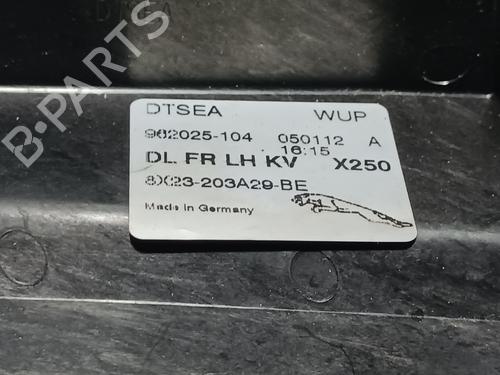 B-PARTS
DTSEA WUP
962025-104 050112 A
16:15
DL FR LH KV X250
8X23-203A29-BE
Made in Germany